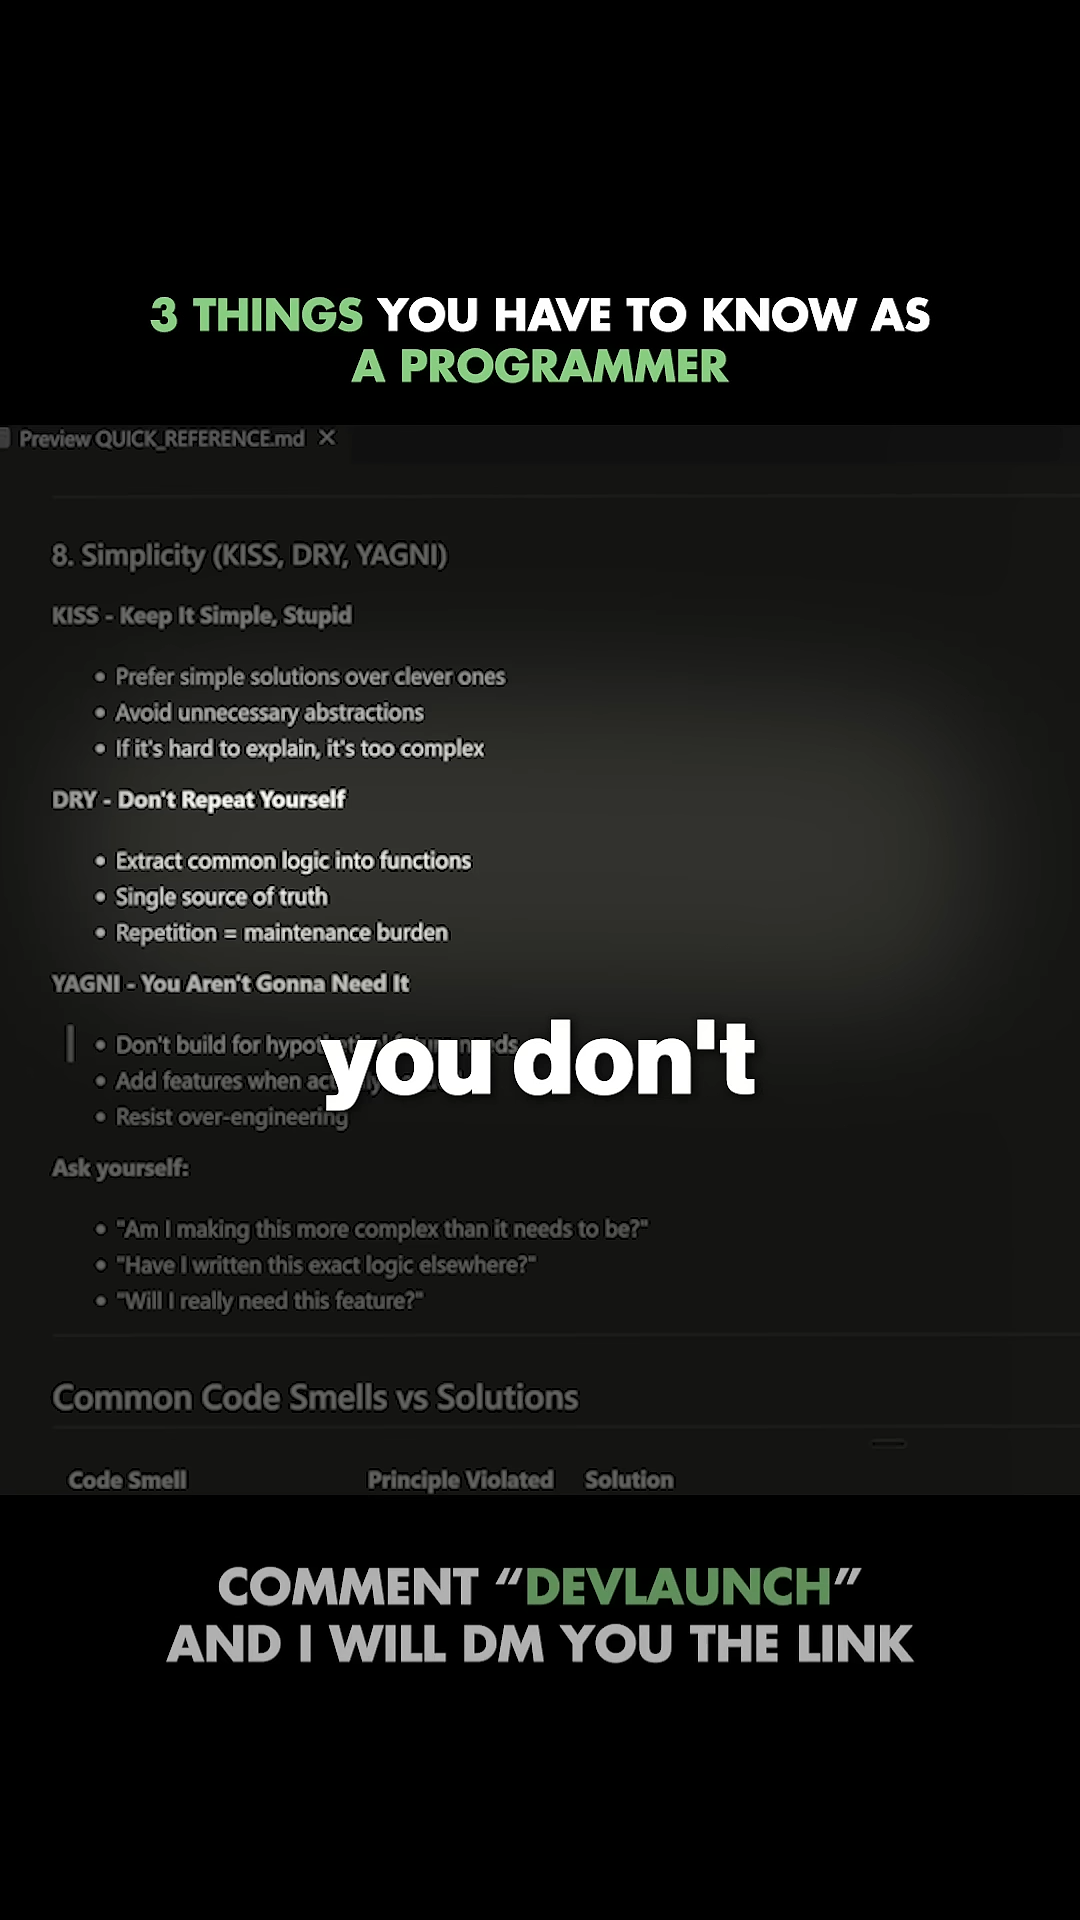 3 THINGS YOU HAVE TO KNOW AS
A PROGRAMMER
Preview QUICK_REFERENCE.md ×
8. Simplicity (KISS, DRY, YAGNI)
KISS - Keep It Simple, Stupid
• Prefer simple solutions over clever ones
• Avoid unnecessary abstractions
• If it's hard to explain, it's too complex
DRY - Don't Repeat Yourself
• Extract common logic into functions
• Single source of truth
• Repetition = maintenance burden
YAGNI - You Aren't Gonna Need It
• Don't build for
you don't
• Add features when
• Resist over-engineering
Ask yourself:
• "Am I making this more complex than it needs to be?"
• "Have I written this exact logic elsewhere?"
• "Will I really need this feature?"
Common Code Smells vs Solutions
Code Smell Principle Violated Solution
COMMENT “DEVLAUNCH”
AND I WILL DM YOU THE LINK